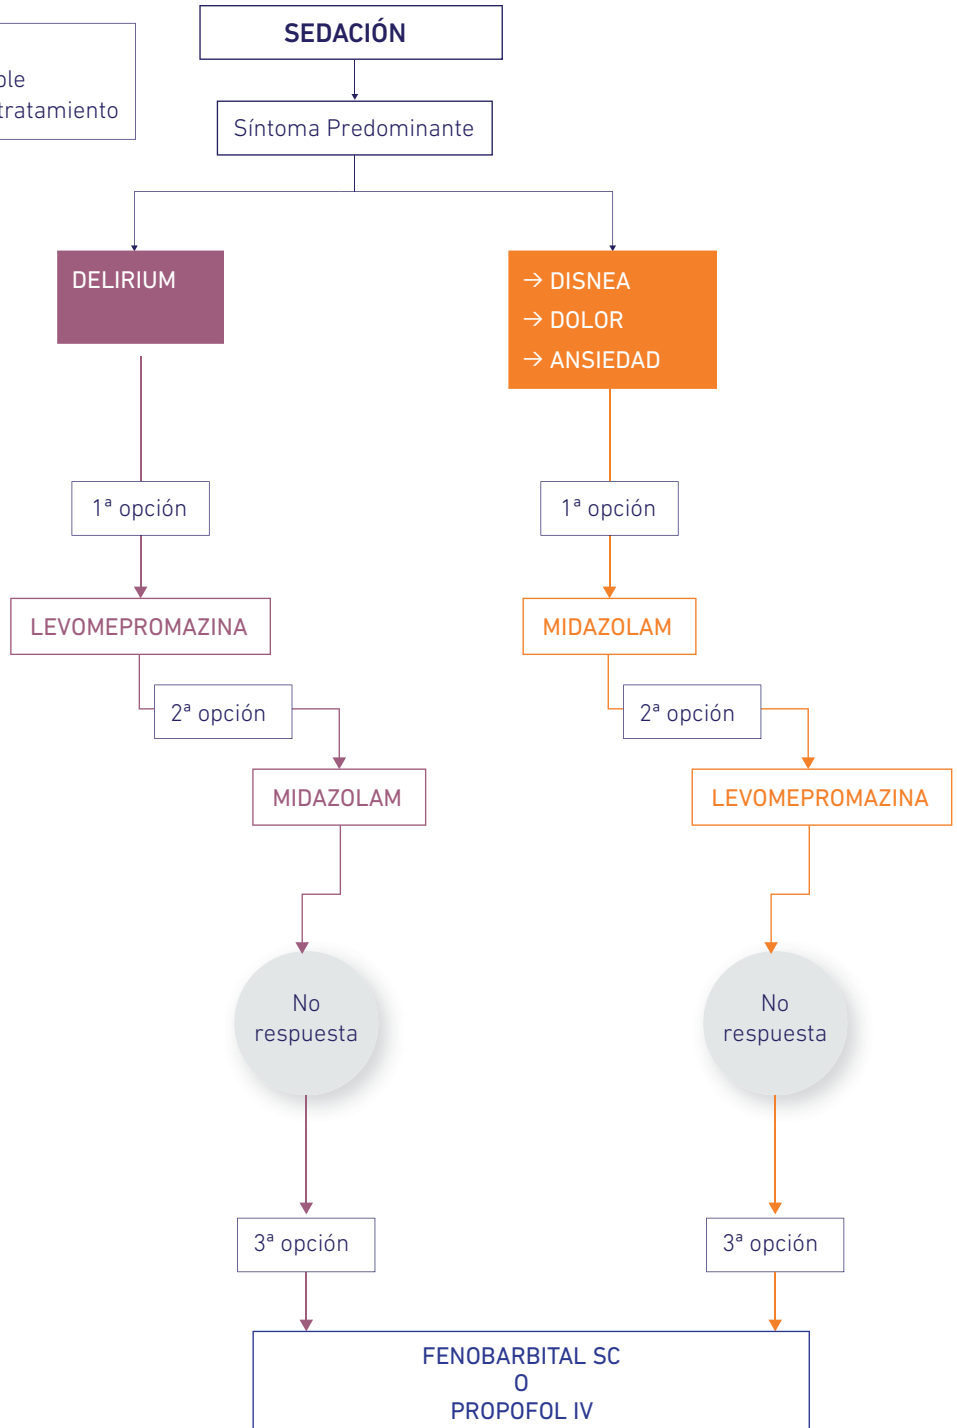 tratamiento
SEDACIÓN
Síntoma Predominante
DELIRIUM
→ DISNEA
→ DOLOR
→ ANSIEDAD
1ª opción
1ª opción
LEVOMEPROMAZINA
MIDAZOLAM
2ª opción
2ª opción
MIDAZOLAM
LEVOMEPROMAZINA
No
respuesta
No
respuesta
3ª opción
3ª opción
FENOBARBITAL SC
O
PROPOFOL IV